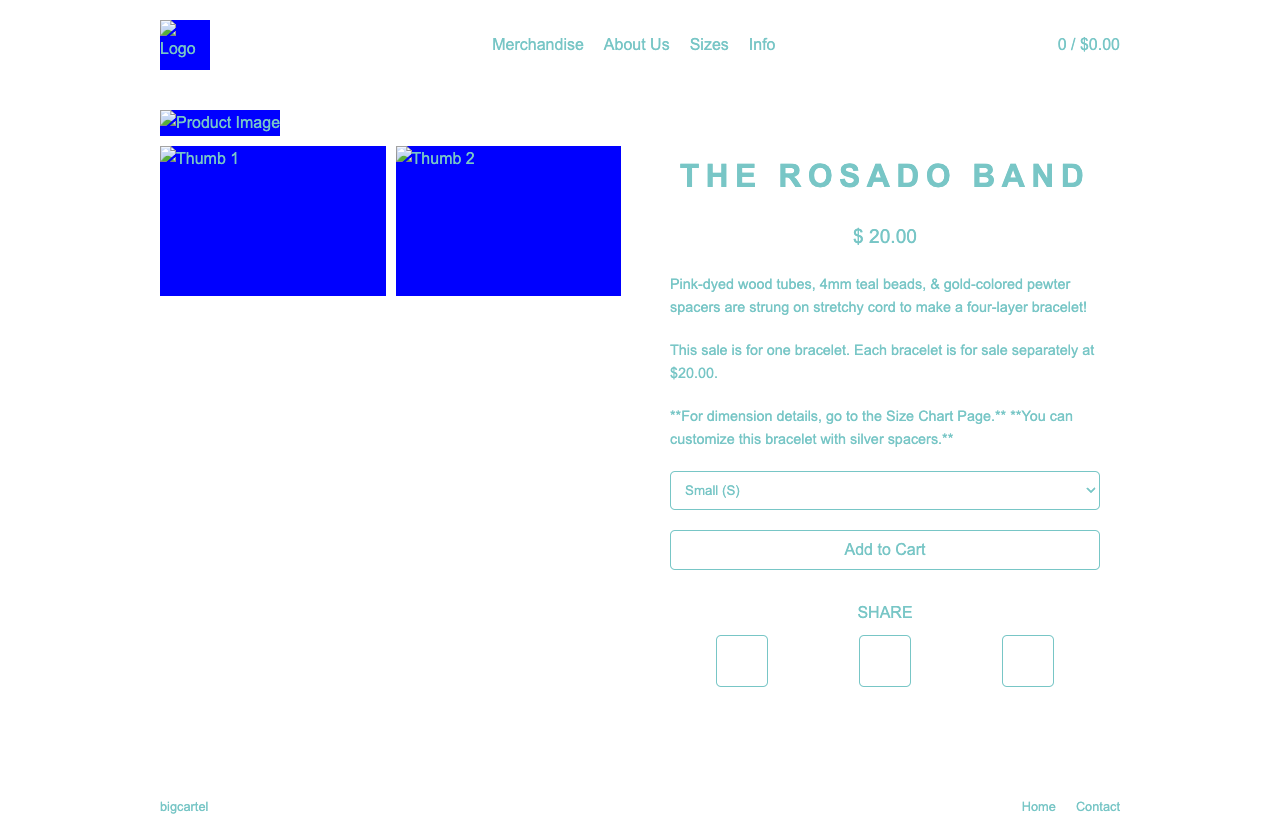 Logo
Merchandise About Us Sizes Info
0 / $0.00
Product Image
Thumb 1
Thumb 2
THE ROSADO BAND
$ 20.00
Pink-dyed wood tubes, 4mm teal beads, & gold-colored pewter
spacers are strung on stretchy cord to make a four-layer bracelet!
This sale is for one bracelet. Each bracelet is for sale separately at
$20.00.
**For dimension details, go to the Size Chart Page.** **You can
customize this bracelet with silver spacers.**
Small (S)
Add to Cart
SHARE
bigcartel
Home Contact